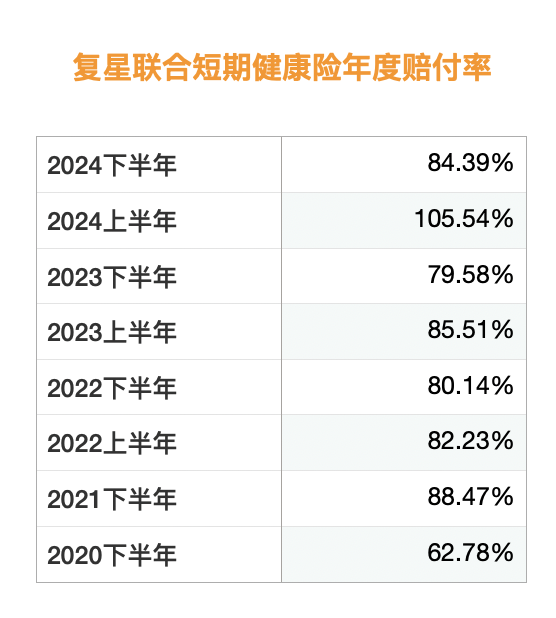 复星联合短期健康险年度赔付率
2024下半年 84.39%
2024上半年 105.54%
2023下半年 79.58%
2023上半年 85.51%
2022下半年 80.14%
2022上半年 82.23%
2021下半年 88.47%
2020下半年 62.78%